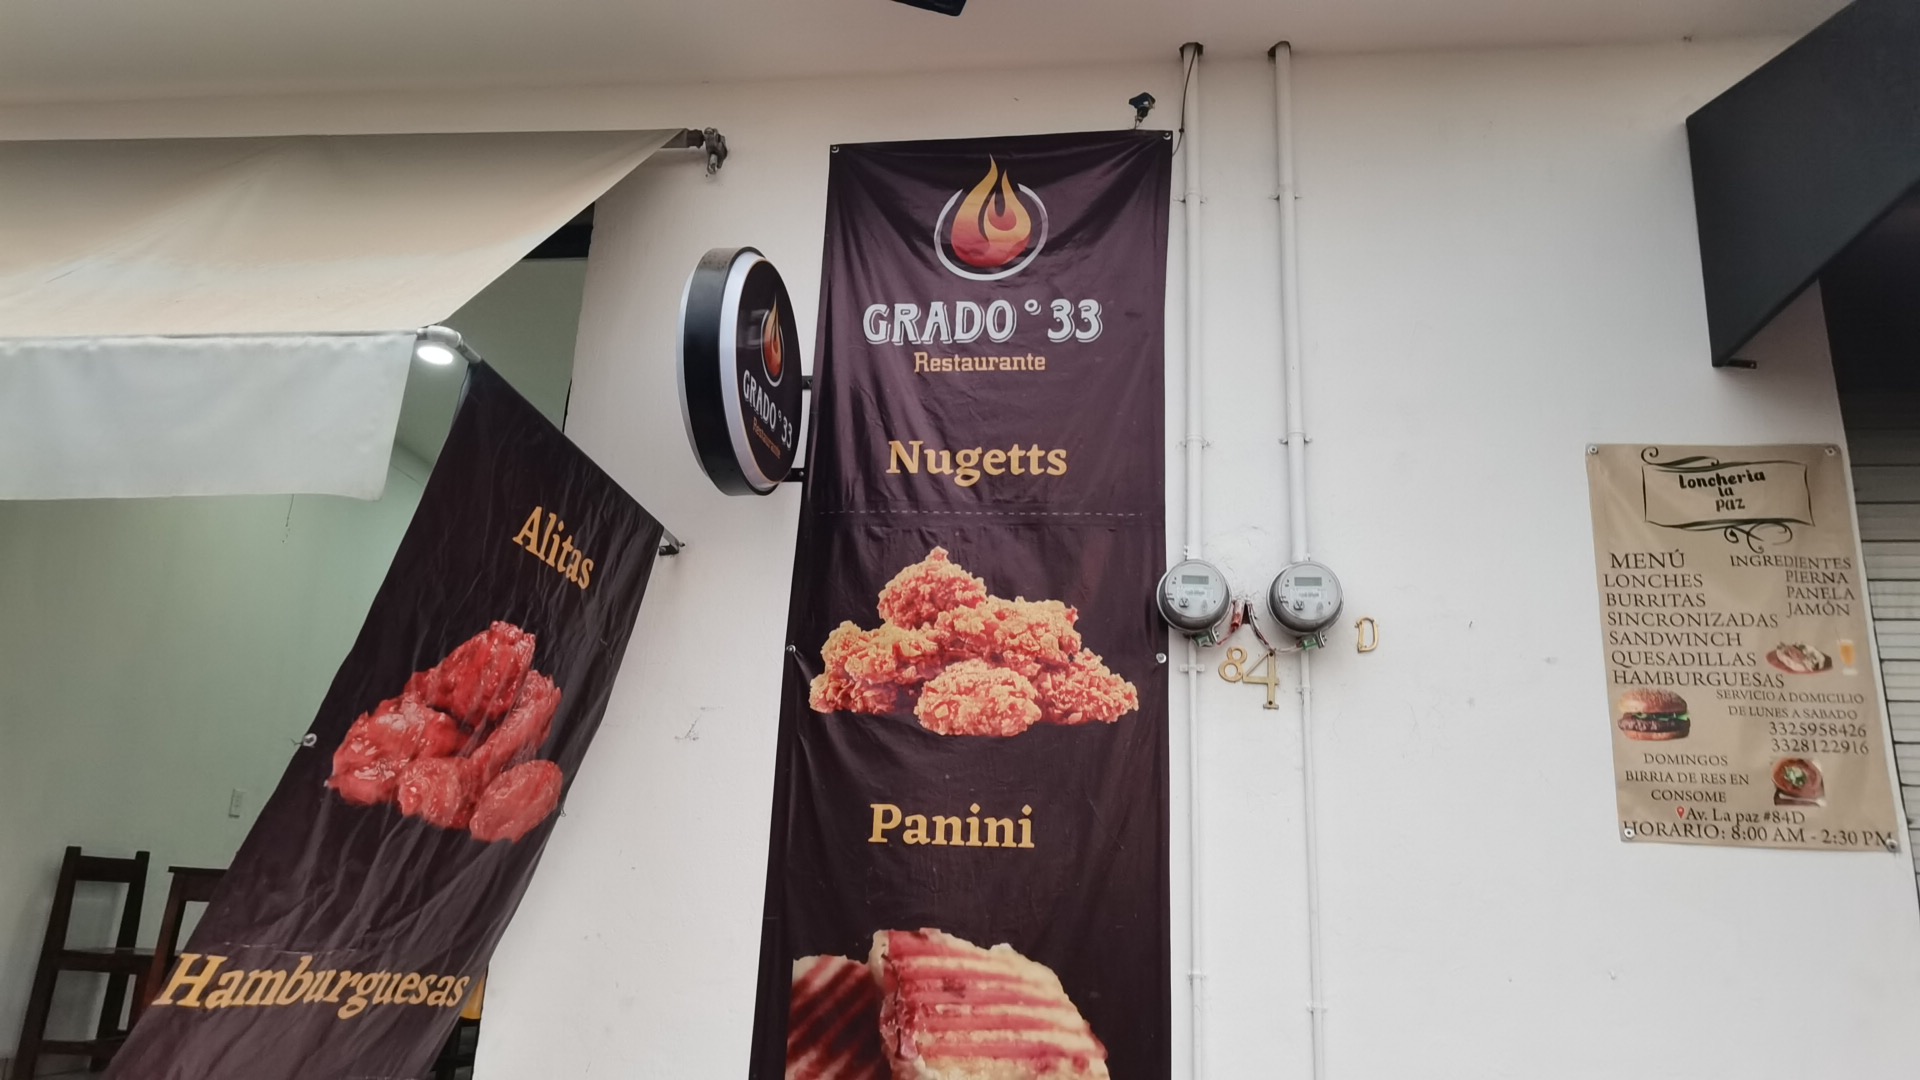 Alitas
Hamburguesas
GRADO°33
Restaurante
GRADO°33
Restaurante
Nugetts
Panini
84
D
Loncheria
la
paz
MENÚ
LONCHES
BURRITAS
SINCRONIZADAS
SANDWINCH
QUESADILLAS
HAMBURGUESAS
INGREDIENTES
PIERNA
PANELA
JAMÓN
SERVICIO A DOMICILIO
DE LUNES A SABADO
3325958426
3328122916
DOMINGOS
BIRRIA DE RES EN
CONSOME
Av. La paz #84D
HORARIO: 8:00 AM - 2:30 PM